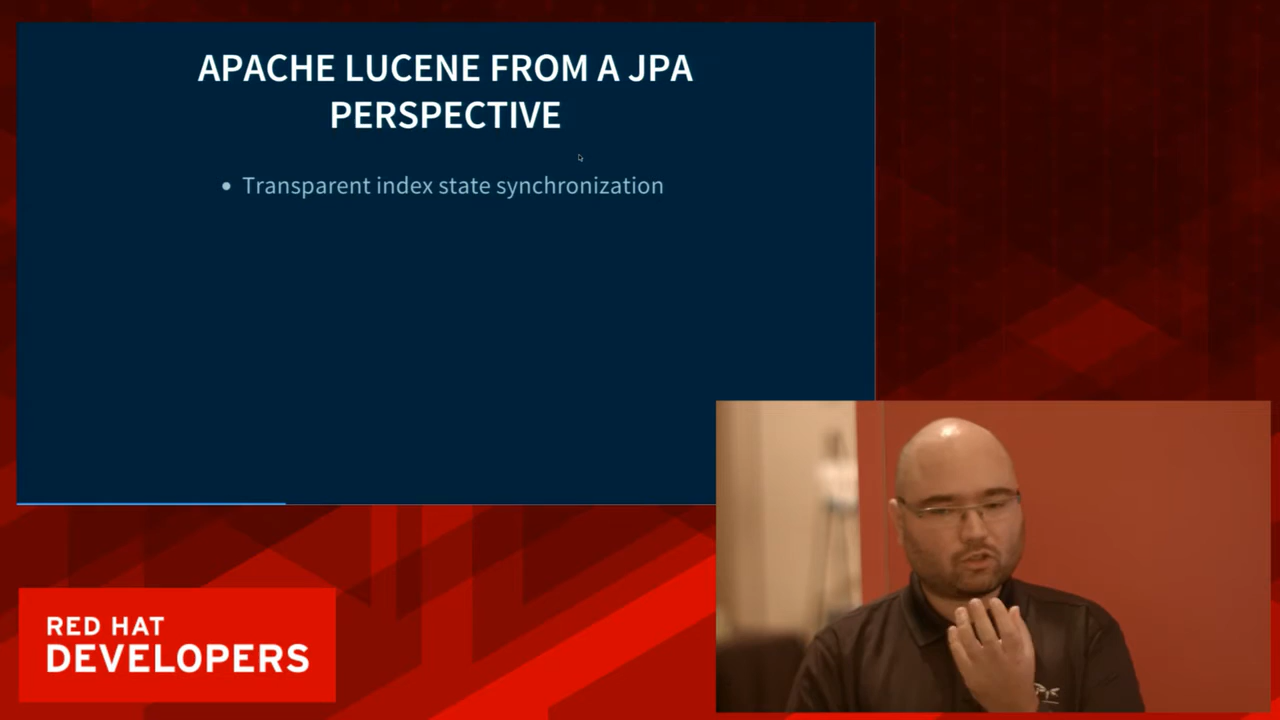 APACHE LUCENE FROM A JPA
PERSPECTIVE
Transparent index state synchronization
RED HAT
DEVELOPERS